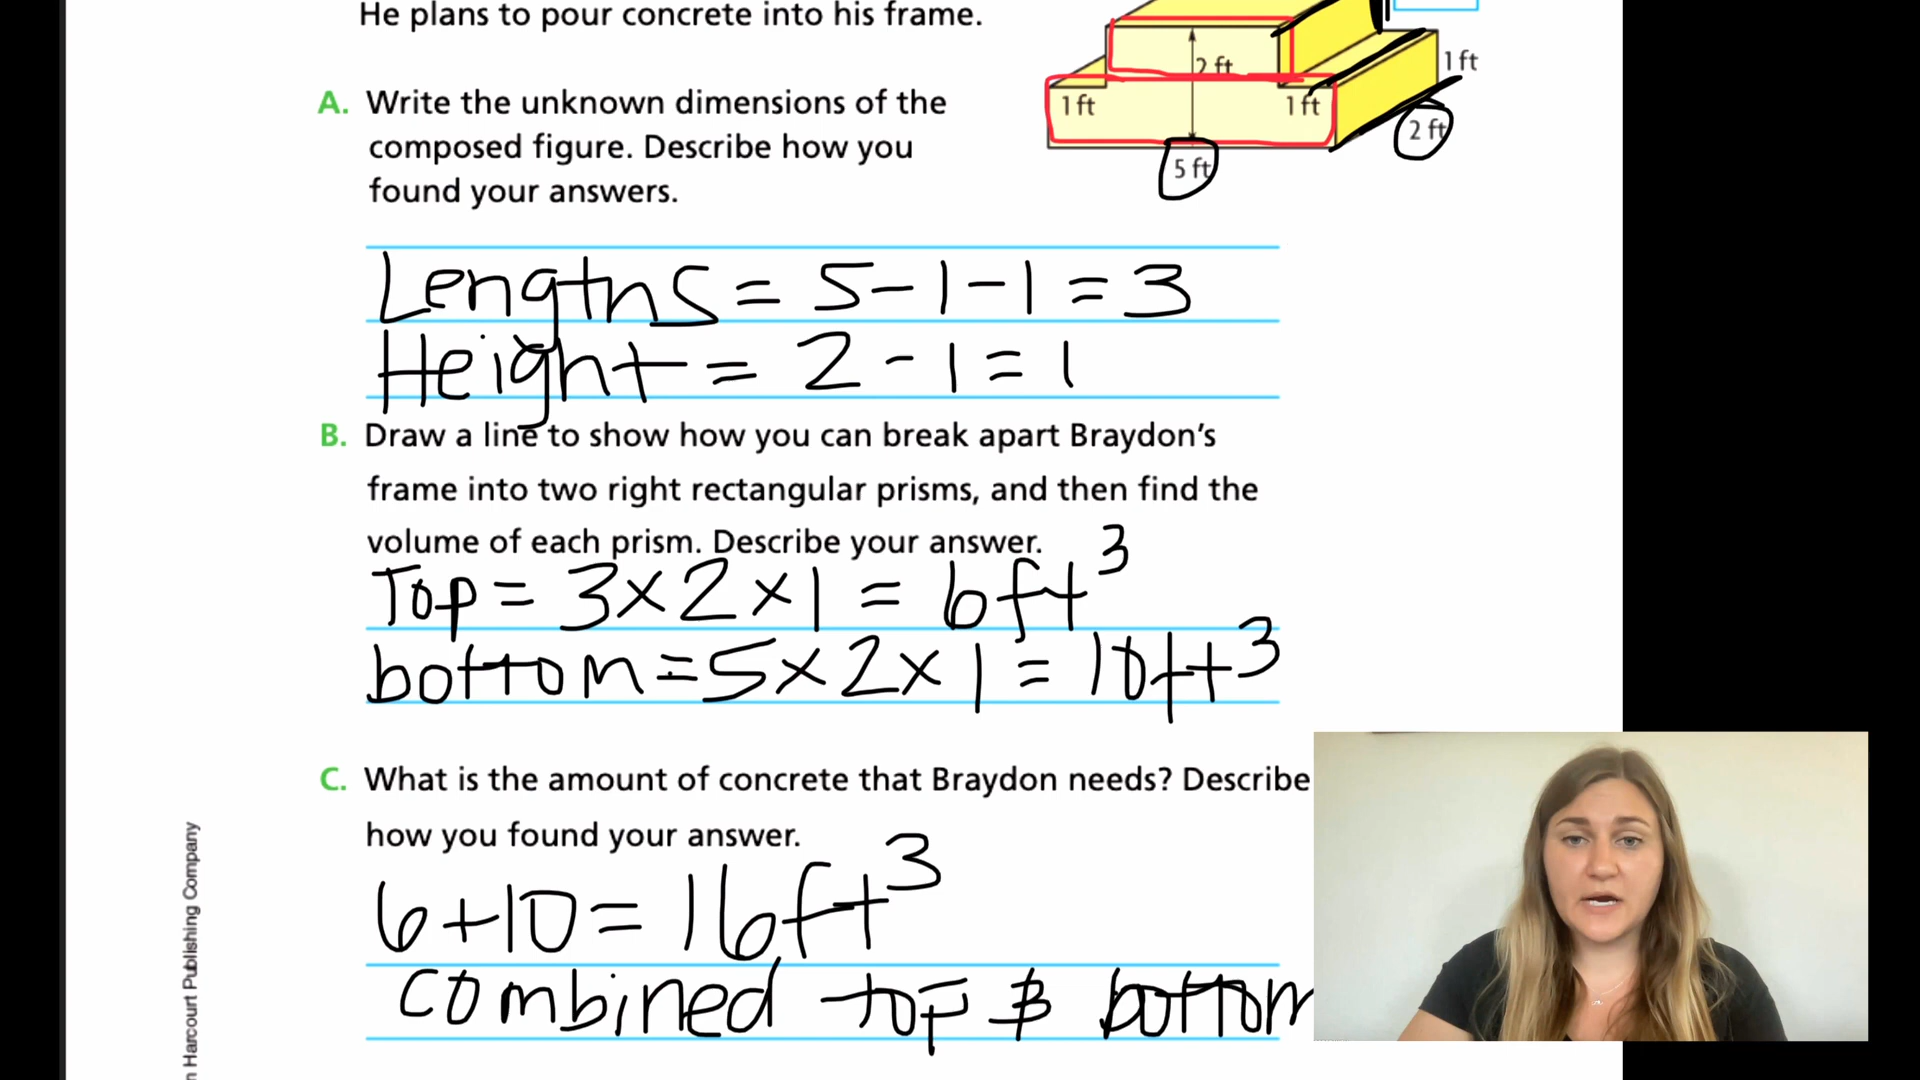 He plans to pour concrete into his frame.
2 ft
1 ft
1 ft
1 ft
2 ft
5 ft
A. Write the unknown dimensions of the
composed figure. Describe how you
found your answers.
Lengths = 5 - 1 - 1 = 3
Height = 2 - 1 = 1
B. Draw a line to show how you can break apart Braydon's
frame into two right rectangular prisms, and then find the
volume of each prism. Describe your answer.
Top = 3 x 2 x 1 = 6ft³
bottom = 5 x 2 x 1 = 10ft³
C. What is the amount of concrete that Braydon needs? Describe
how you found your answer.
6 + 10 = 16ft³
combined top & bottom
n Harcourt Publishing Company